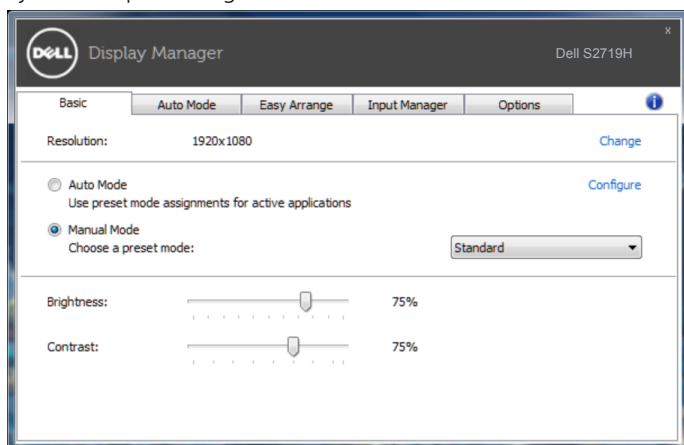 DELL Display Manager
Dell S2719H
x
Basic Auto Mode Easy Arrange Input Manager Options i
Resolution: 1920x1080 Change
Auto Mode Configure
Use preset mode assignments for active applications
Manual Mode
Choose a preset mode: Standard
Brightness: 75%
Contrast: 75%